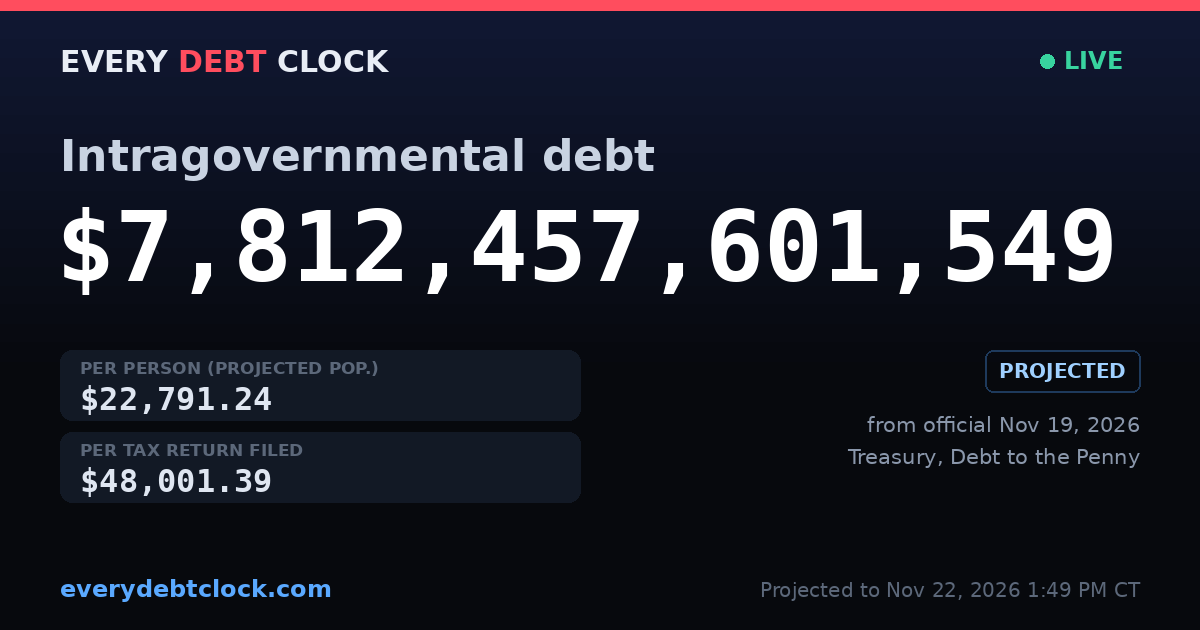 EVERY DEBT CLOCK
LIVE
Intragovernmental debt
$7,812,457,601,549
PER PERSON (PROJECTED POP.)
$22,791.24
PER TAX RETURN FILED
$48,001.39
PROJECTED
from official Nov 19, 2026
Treasury, Debt to the Penny
everydebtclock.com
Projected to Nov 22, 2026 1:49 PM CT